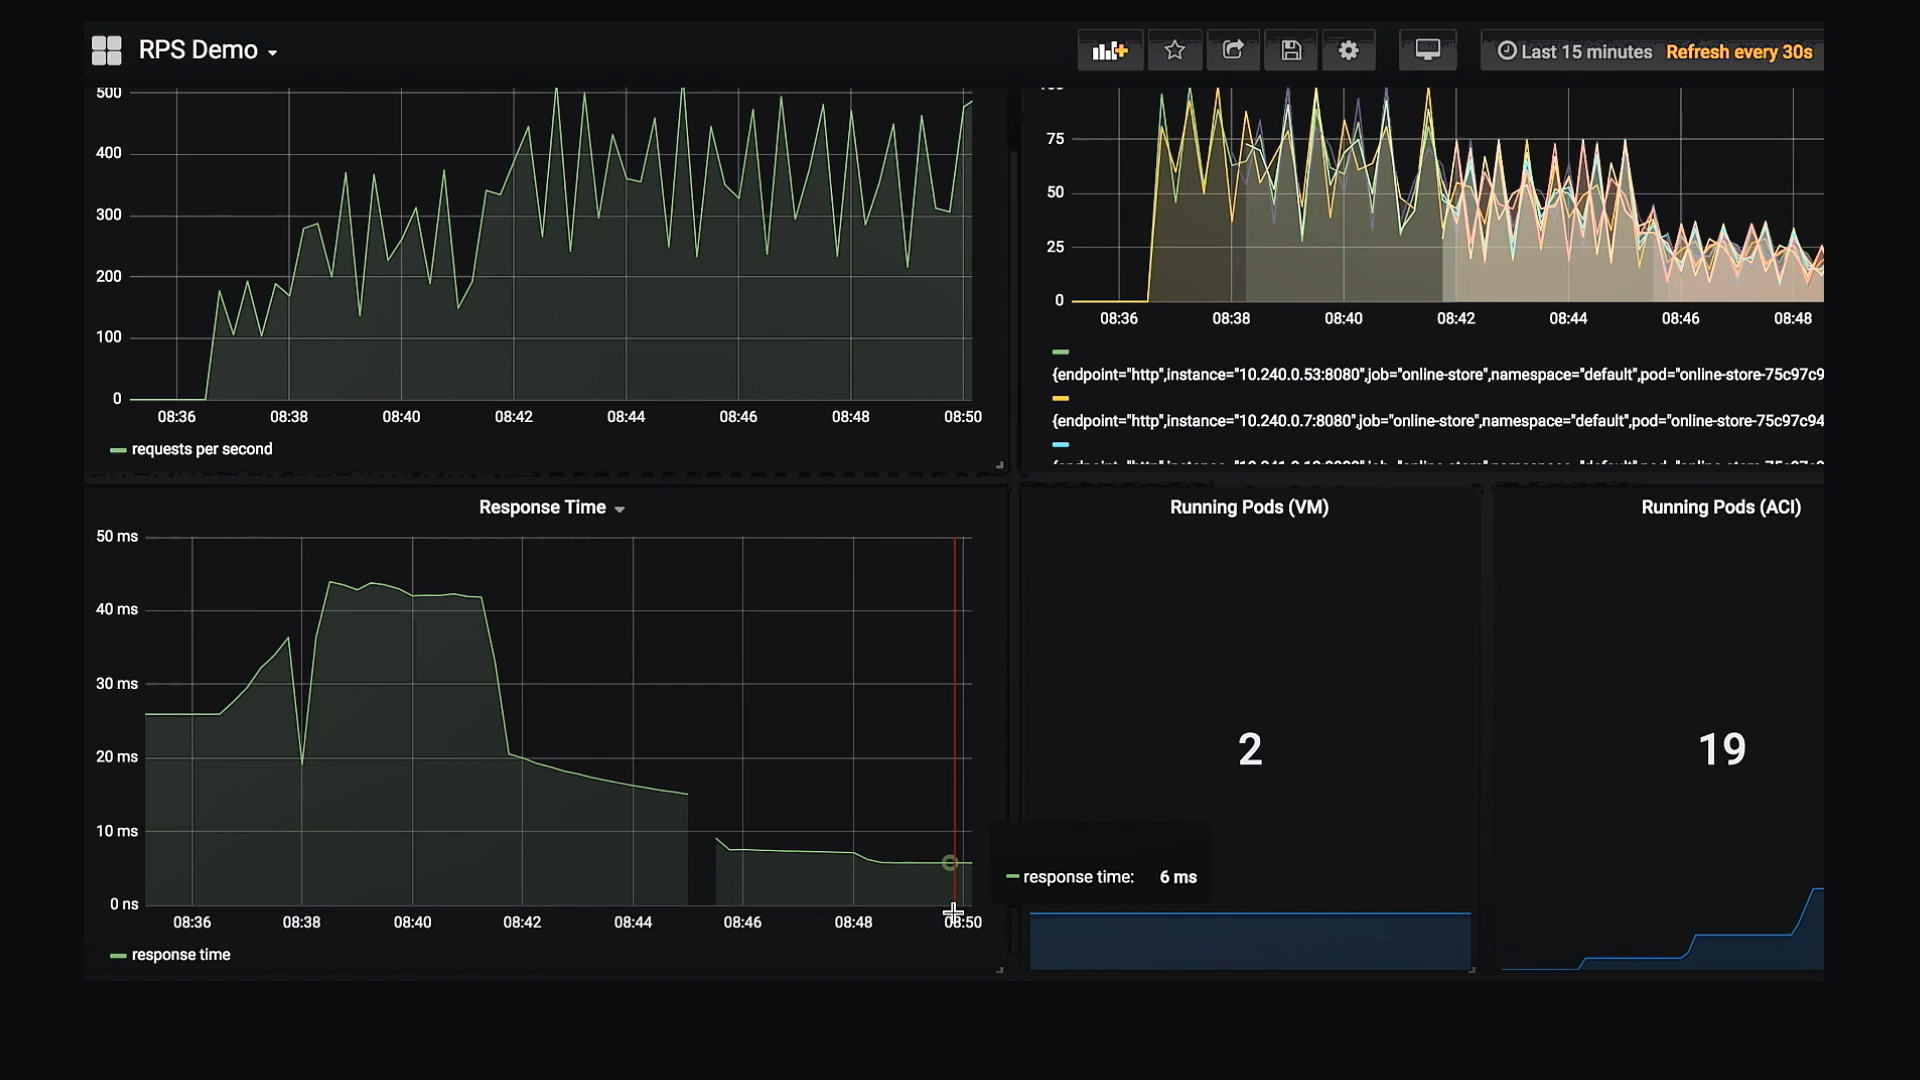 RPS Demo
Last 15 minutes Refresh every 30s
500
400
300
200
100
0
08:36 08:38 08:40 08:42 08:44 08:46 08:48 08:50
requests per second
75
50
25
0
08:36 08:38 08:40 08:42 08:44 08:46 08:48
{endpoint="http",instance="10.240.0.53:8080",job="online-store",namespace="default",pod="online-store-75c97c9
{endpoint="http",instance="10.240.0.7:8080",job="online-store",namespace="default",pod="online-store-75c97c94
Response Time
50 ms
40 ms
30 ms
20 ms
10 ms
0 ns
08:36 08:38 08:40 08:42 08:44 08:46 08:48 08:50
response time
response time: 6 ms
Running Pods (VM)
2
Running Pods (ACI)
19